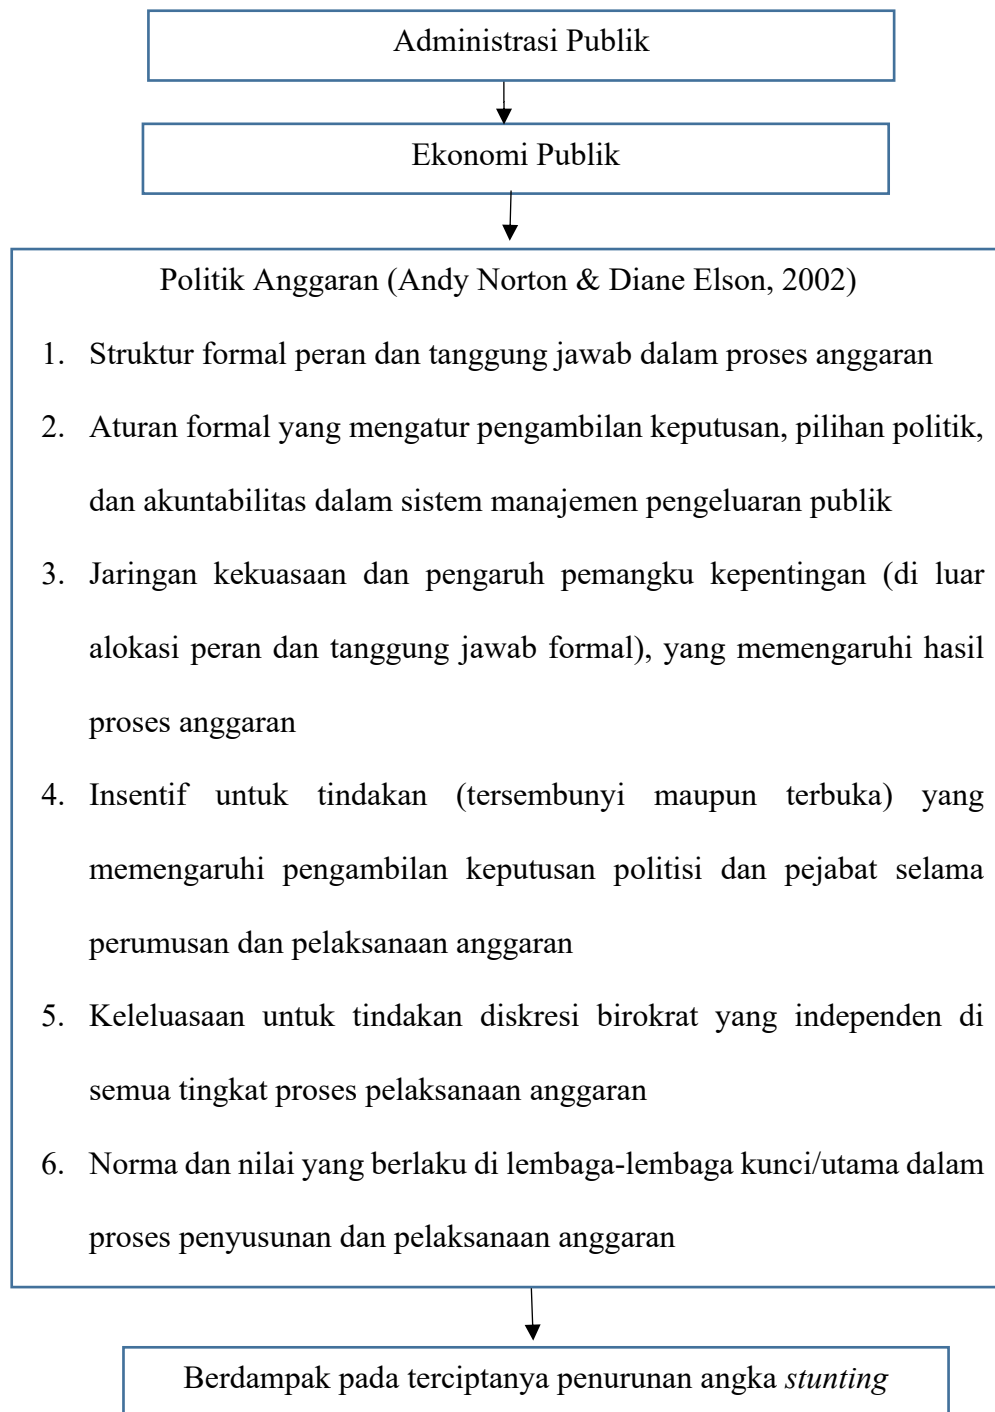 Administrasi Publik
Ekonomi Publik
Politik Anggaran (Andy Norton & Diane Elson, 2002)
1. Struktur formal peran dan tanggung jawab dalam proses anggaran
2. Aturan formal yang mengatur pengambilan keputusan, pilihan politik,
dan akuntabilitas dalam sistem manajemen pengeluaran publik
3. Jaringan kekuasaan dan pengaruh pemangku kepentingan (di luar
alokasi peran dan tanggung jawab formal), yang memengaruhi hasil
proses anggaran
4. Insentif untuk tindakan (tersembunyi maupun terbuka) yang
memengaruhi pengambilan keputusan politisi dan pejabat selama
perumusan dan pelaksanaan anggaran
5. Keleluasaan untuk tindakan diskresi birokrat yang independen di
semua tingkat proses pelaksanaan anggaran
6. Norma dan nilai yang berlaku di lembaga-lembaga kunci/utama dalam
proses penyusunan dan pelaksanaan anggaran
Berdampak pada terciptanya penurunan angka stunting